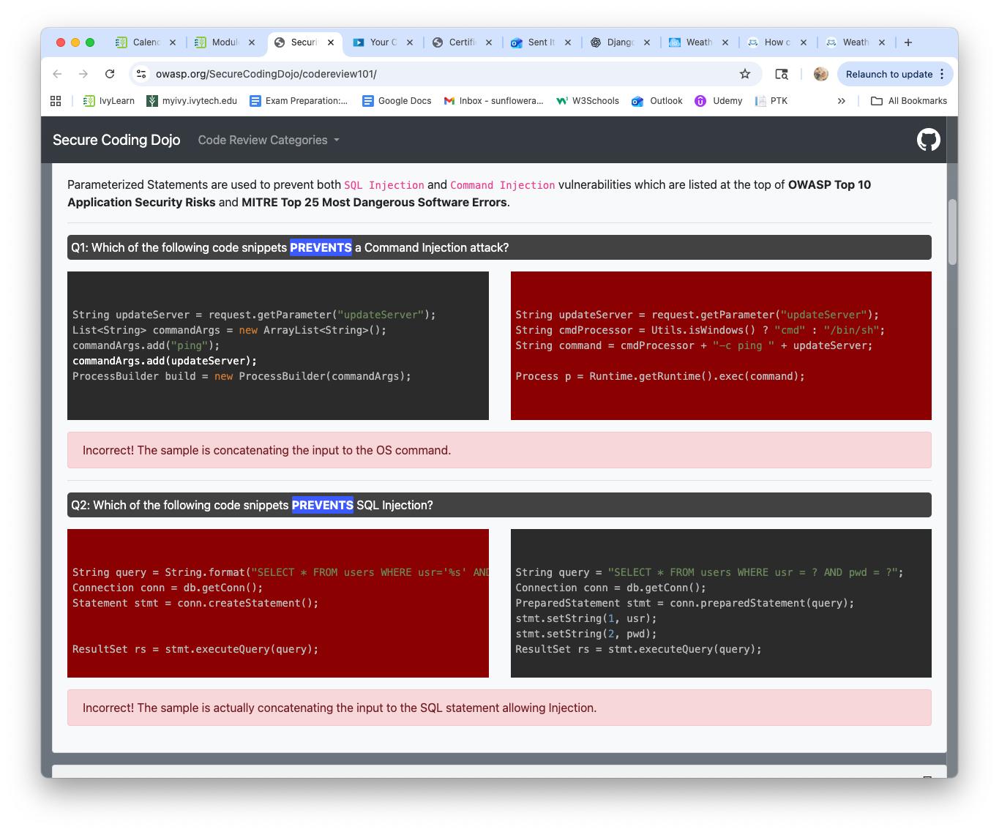 Calenc
Modul
Securi
Your C
Certifi
Sent It
Djang
Weath
How c
Weath
owasp.org/SecureCodingDojo/codereview101/
Relaunch to update
IvyLearn
myivy.ivytech.edu
Exam Preparation:...
Google Docs
Inbox - sunflowera...
W3Schools
Outlook
Udemy
PTK
»
All Bookmarks
Secure Coding Dojo
Code Review Categories
Parameterized Statements are used to prevent both SQL Injection and Command Injection vulnerabilities which are listed at the top of OWASP Top 10
Application Security Risks and MITRE Top 25 Most Dangerous Software Errors.
Q1: Which of the following code snippets PREVENTS a Command Injection attack?
String updateServer = request.getParameter("updateServer");
List<String> commandArgs = new ArrayList<String>();
commandArgs.add("ping");
commandArgs.add(updateServer);
ProcessBuilder build = new ProcessBuilder(commandArgs);
String updateServer = request.getParameter("updateServer");
String cmdProcessor = Utils.isWindows() ? "cmd" : "/bin/sh";
String command = cmdProcessor + "-c ping " + updateServer;
Process p = Runtime.getRuntime().exec(command);
Incorrect! The sample is concatenating the input to the OS command.
Q2: Which of the following code snippets PREVENTS SQL Injection?
String query = String.format("SELECT * FROM users WHERE usr='%s' AND
Connection conn = db.getConn();
Statement stmt = conn.createStatement();
ResultSet rs = stmt.executeQuery(query);
String query = "SELECT * FROM users WHERE usr = ? AND pwd = ?";
Connection conn = db.getConn();
PreparedStatement stmt = conn.preparedStatement(query);
stmt.setString(1, usr);
stmt.setString(2, pwd);
ResultSet rs = stmt.executeQuery(query);
Incorrect! The sample is actually concatenating the input to the SQL statement allowing Injection.